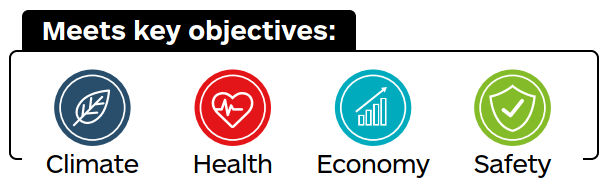 Meets key objectives:
Climate Health Economy Safety